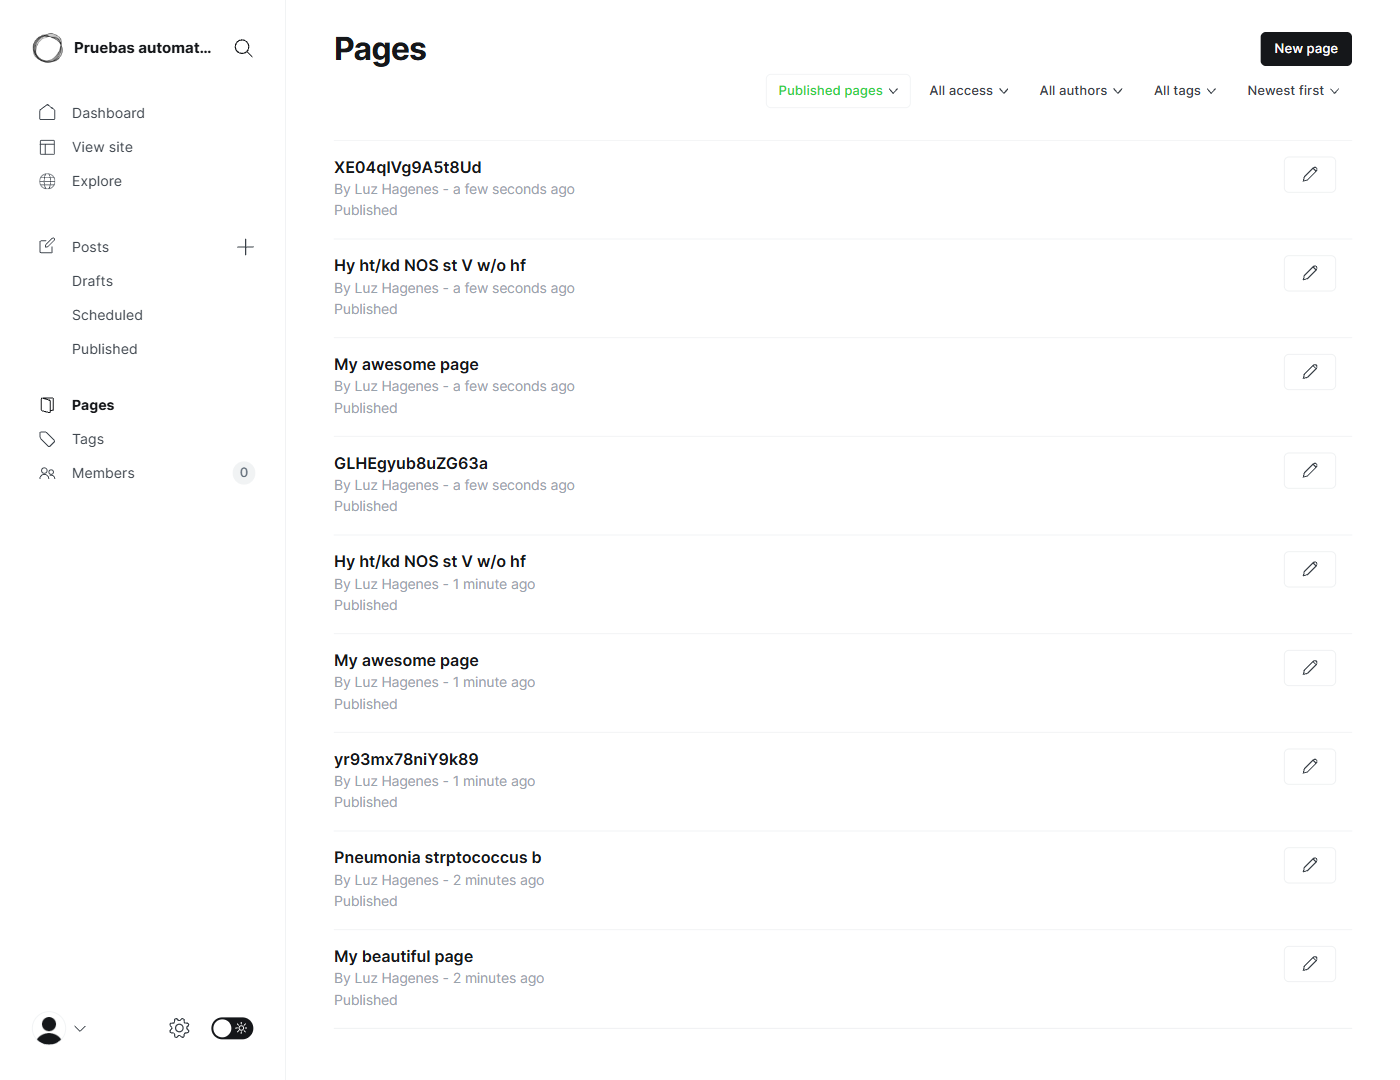 Pruebas automat...
Dashboard
View site
Explore
Posts
Drafts
Scheduled
Published
Pages
Tags
Members
0
Pages
New page
Published pages
All access
All authors
All tags
Newest first
XE04qlVg9A5t8Ud
By Luz Hagenes - a few seconds ago
Published
Hy ht/kd NOS st V w/o hf
By Luz Hagenes - a few seconds ago
Published
My awesome page
By Luz Hagenes - a few seconds ago
Published
GLHEgyub8uZG63a
By Luz Hagenes - a few seconds ago
Published
Hy ht/kd NOS st V w/o hf
By Luz Hagenes - 1 minute ago
Published
My awesome page
By Luz Hagenes - 1 minute ago
Published
yr93mx78niY9k89
By Luz Hagenes - 1 minute ago
Published
Pneumonia strptococcus b
By Luz Hagenes - 2 minutes ago
Published
My beautiful page
By Luz Hagenes - 2 minutes ago
Published